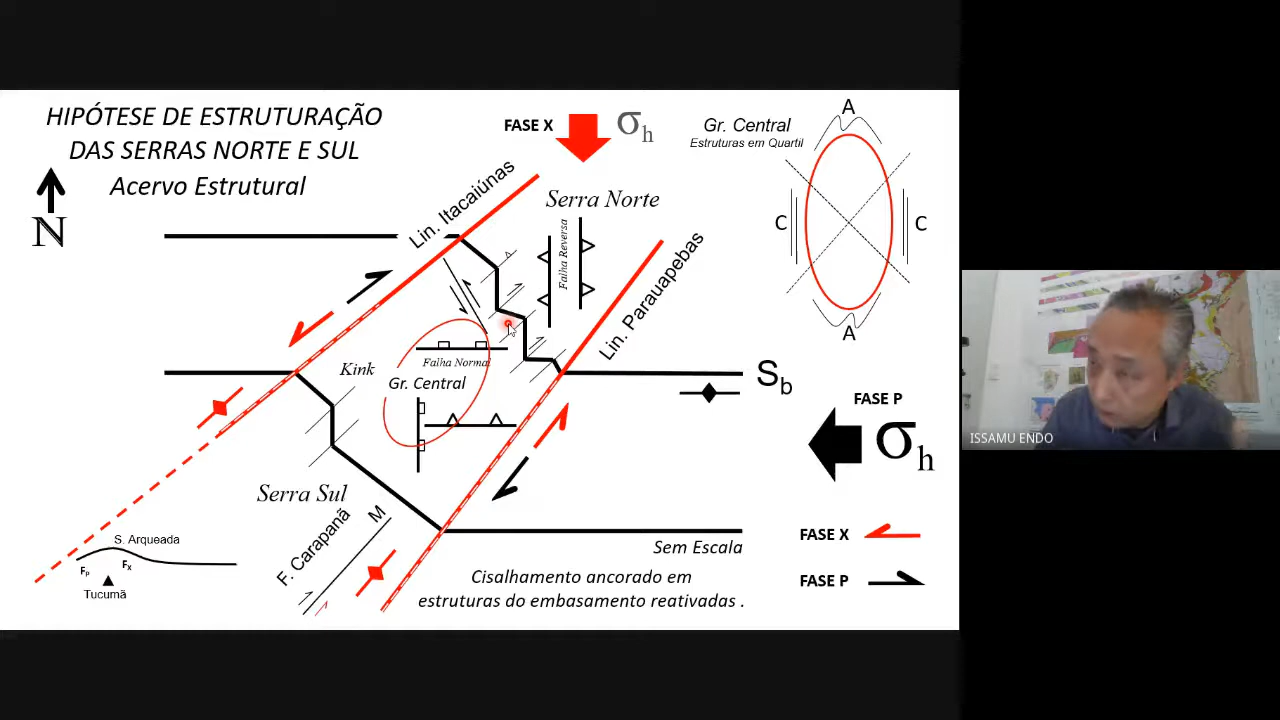 HIPÓTESE DE ESTRUTURAÇÃO
DAS SERRAS NORTE E SUL
Acervo Estrutural
N
FASE X
σh
Gr. Central
Estruturas em Quartil
A
C
C
A
Lin. Itacaiúnas
Serra Norte
Falha Reversa
Lin. Parauapebas
Kink
Falha Normal
Gr. Central
Sb
FASE P
σh
ISSAMU ENDO
Serra Sul
F. Carapanã
M
S. Arqueada
FP
FX
Tucumã
Sem Escala
FASE X
FASE P
Cisalhamento ancorado em
estruturas do embasamento reativadas .